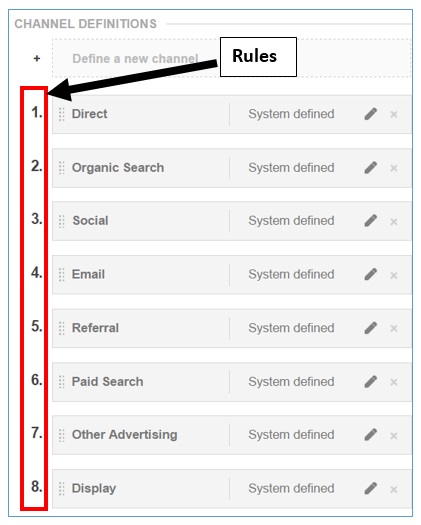 CHANNEL DEFINITIONS
+ Define a new channel
Rules
1. Direct System defined ×
2. Organic Search System defined ×
3. Social System defined ×
4. Email System defined ×
5. Referral System defined ×
6. Paid Search System defined ×
7. Other Advertising System defined ×
8. Display System defined ×